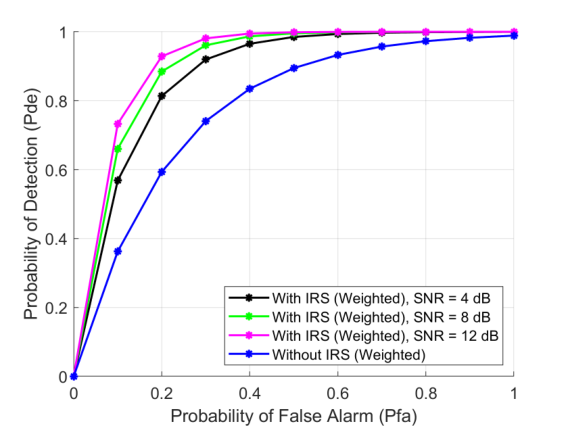 1
0.8
0.6
0.4
0.2
0
Probability of Detection (Pde)
With IRS (Weighted), SNR = 4 dB
With IRS (Weighted), SNR = 8 dB
With IRS (Weighted), SNR = 12 dB
Without IRS (Weighted)
0 0.2 0.4 0.6 0.8 1
Probability of False Alarm (Pfa)